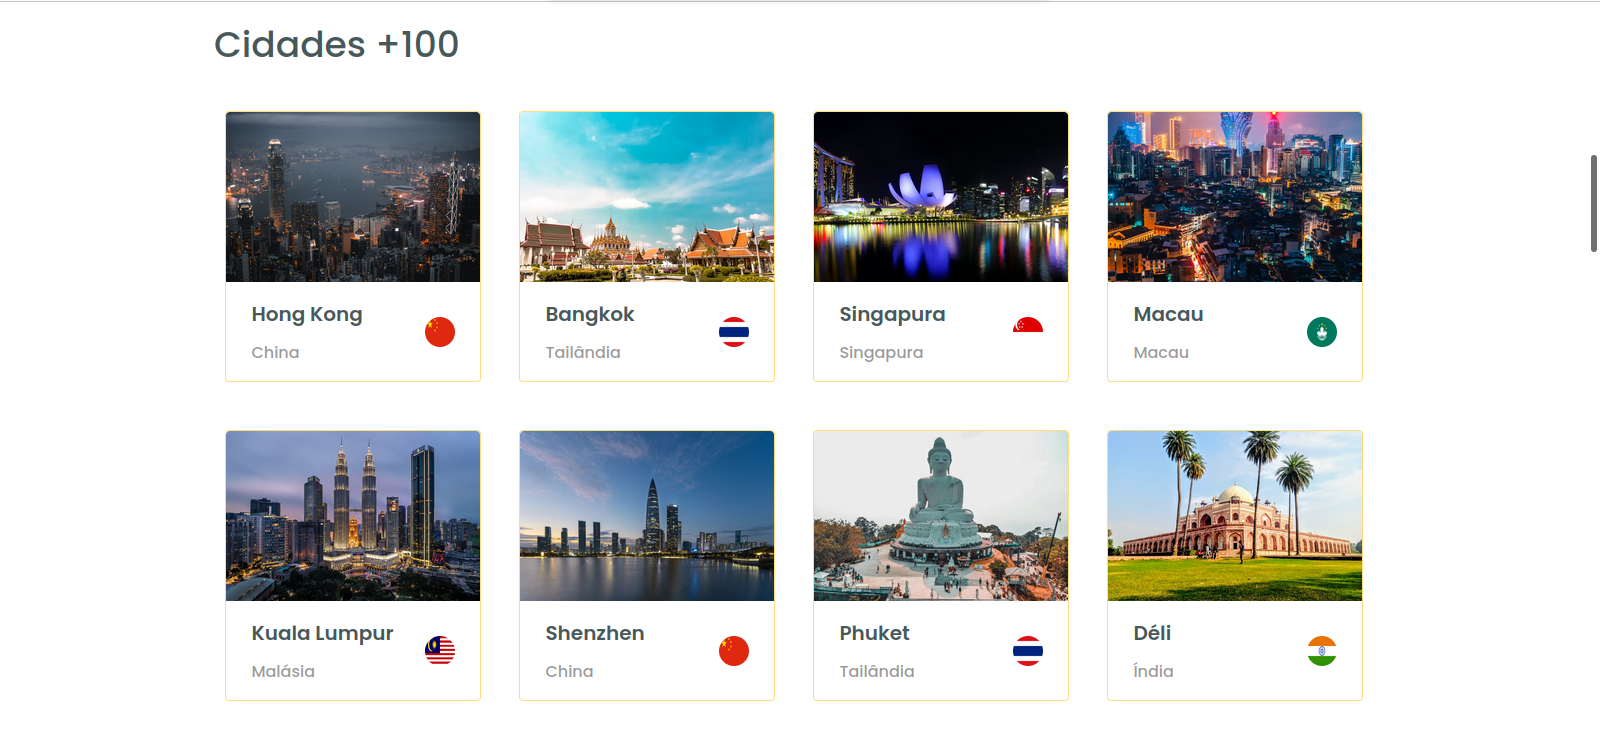 Cidades +100
Hong Kong
China
Bangkok
Tailândia
Singapura
Singapura
Macau
Macau
Kuala Lumpur
Malásia
Shenzhen
China
Phuket
Tailândia
Déli
Índia